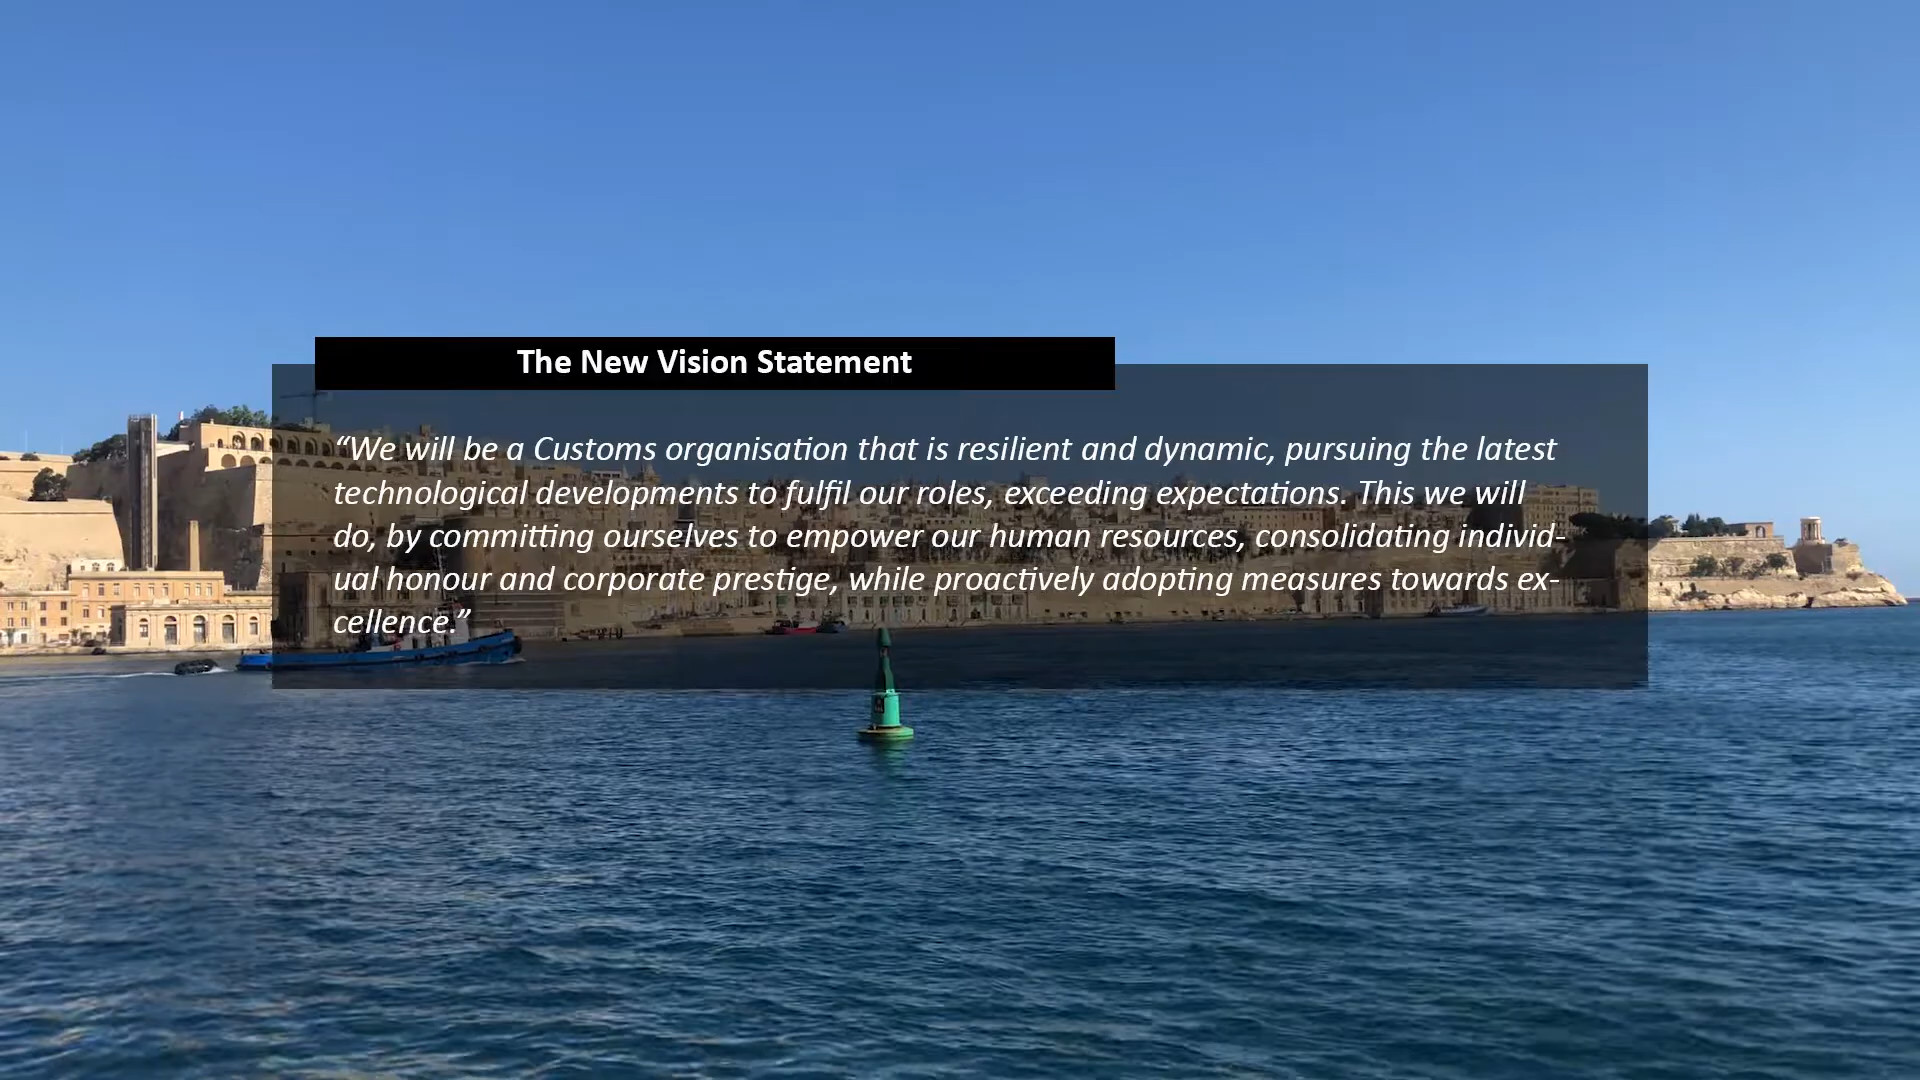 The New Vision Statement
“We will be a Customs organisation that is resilient and dynamic, pursuing the latest
technological developments to fulfil our roles, exceeding expectations. This we will
do, by committing ourselves to empower our human resources, consolidating individ-
ual honour and corporate prestige, while proactively adopting measures towards ex-
cellence.”